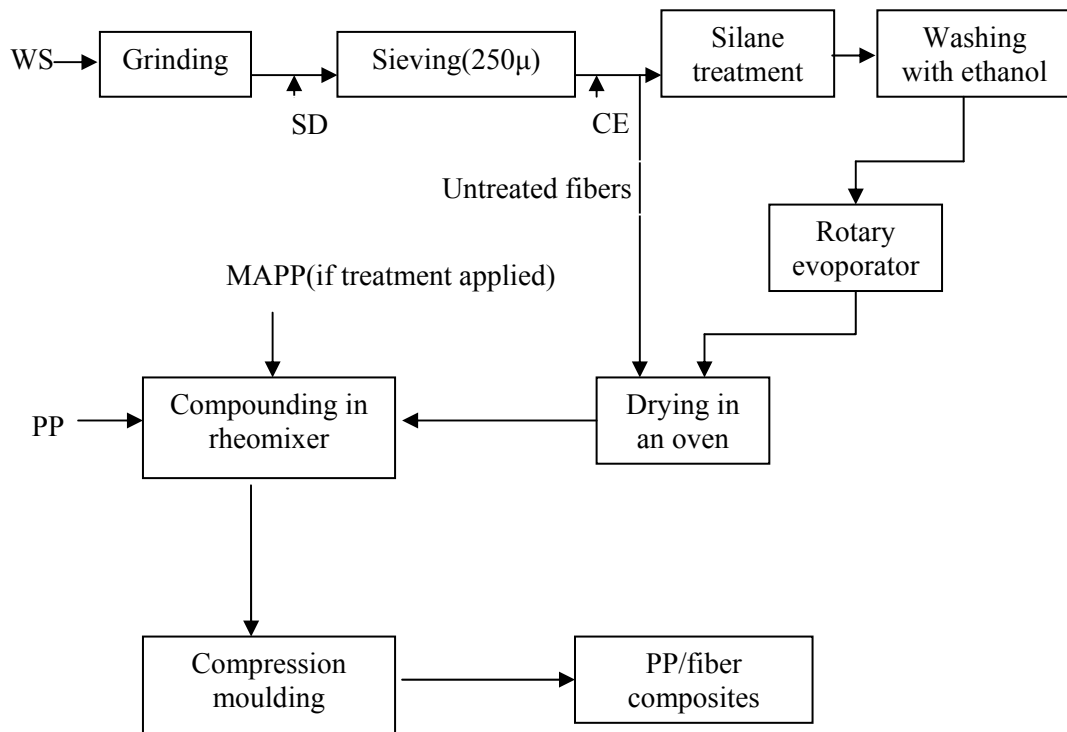 WS
Grinding
Sieving(250µ)
Silane
treatment
Washing
with ethanol
SD
CE
Untreated fibers
Rotary
evoporator
MAPP(if treatment applied)
PP
Compounding in
rheomixer
Drying in
an oven
Compression
moulding
PP/fiber
composites